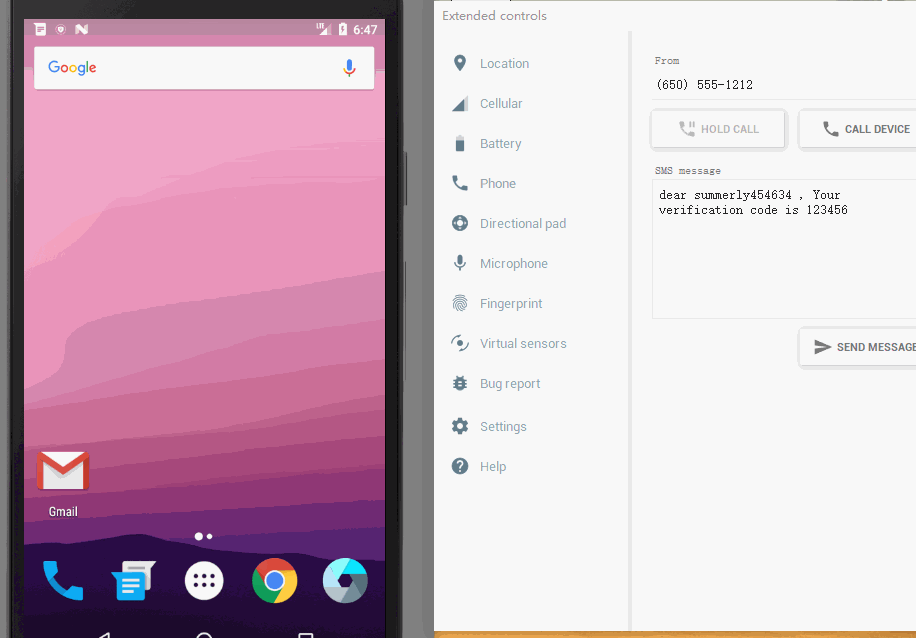 6:47
Google
Gmail
Extended controls
Location
Cellular
Battery
Phone
Directional pad
Microphone
Fingerprint
Virtual sensors
Bug report
Settings
Help
From
(650) 555-1212
HOLD CALL
CALL DEVICE
SMS message
dear summerly454634 , Your
verification code is 123456
SEND MESSAGE